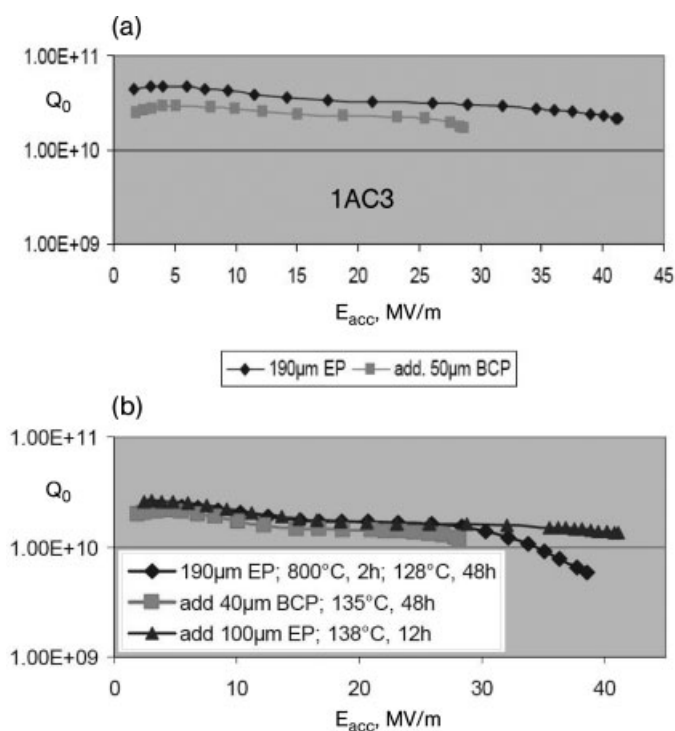 (a)
1.00E+11
Q0
1.00E+10
1AC3
1.00E+09
0 5 10 15 20 25 30 35 40 45
Eacc, MV/m
190µm EP add. 50µm BCP
(b)
1.00E+11
Q0
1.00E+10
190µm EP; 800°C, 2h; 128°C, 48h
add 40µm BCP; 135°C, 48h
add 100µm EP; 138°C, 12h
1.00E+09
0 10 20 30 40
Eacc, MV/m